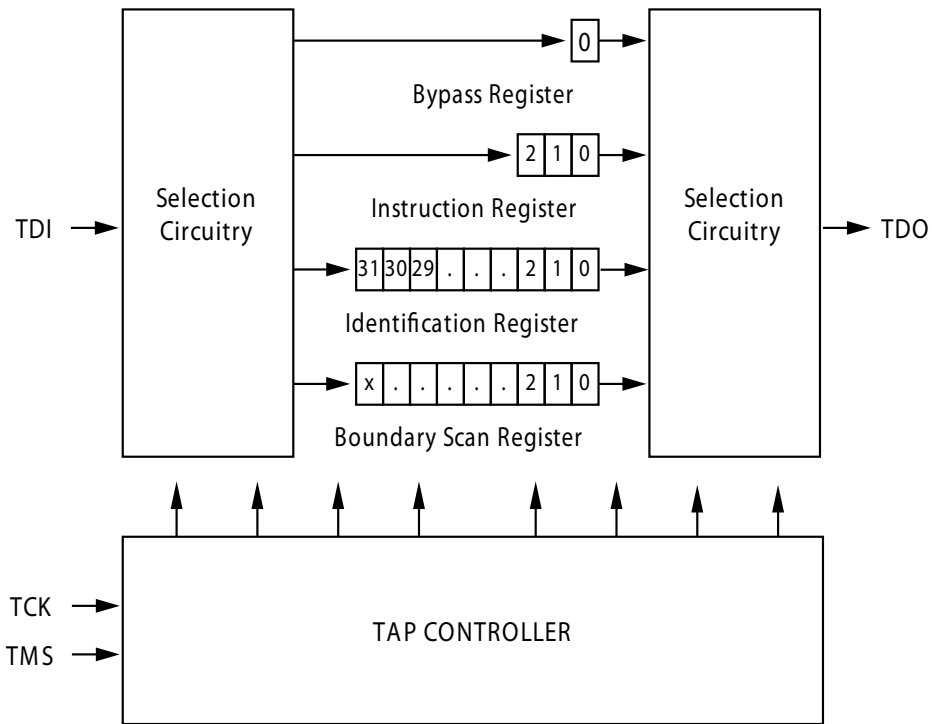 0
Bypass Register
2 1 0
Instruction Register
Selection
Circuitry
Selection
Circuitry
TDI
TDO
31 30 29 . . . 2 1 0
Identification Register
x . . . . . 2 1 0
Boundary Scan Register
TCK
TMS
TAP CONTROLLER